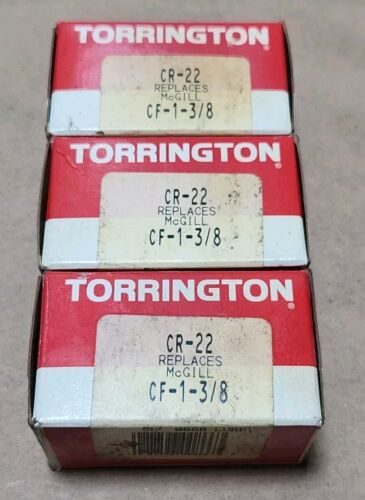 TORRINGTON®
CR-22
REPLACES
McGILL
CF-1-3/8
TORRINGTON®
CR-22
REPLACES
McGILL
CF-1-3/8
TORRINGTON®
CR-22
REPLACES
McGILL
CF-1-3/8